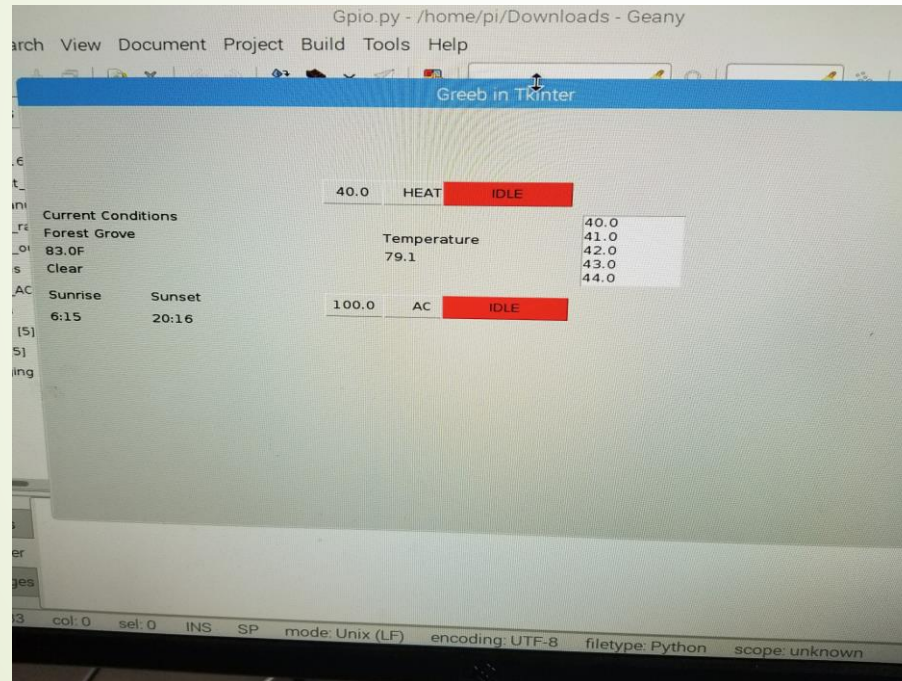 Gpio.py - /home/pi/Downloads - Geany
View Document Project Build Tools Help
Greeb in Tkinter
40.0 HEAT IDLE
Current Conditions
Forest Grove
83.0F
Clear
Temperature
79.1
40.0
41.0
42.0
43.0
44.0
Sunrise Sunset
6:15 20:16
100.0 AC IDLE
[5]
col: 0 sel: 0 INS SP mode: Unix (LF) encoding: UTF-8 filetype: Python scope: unknown